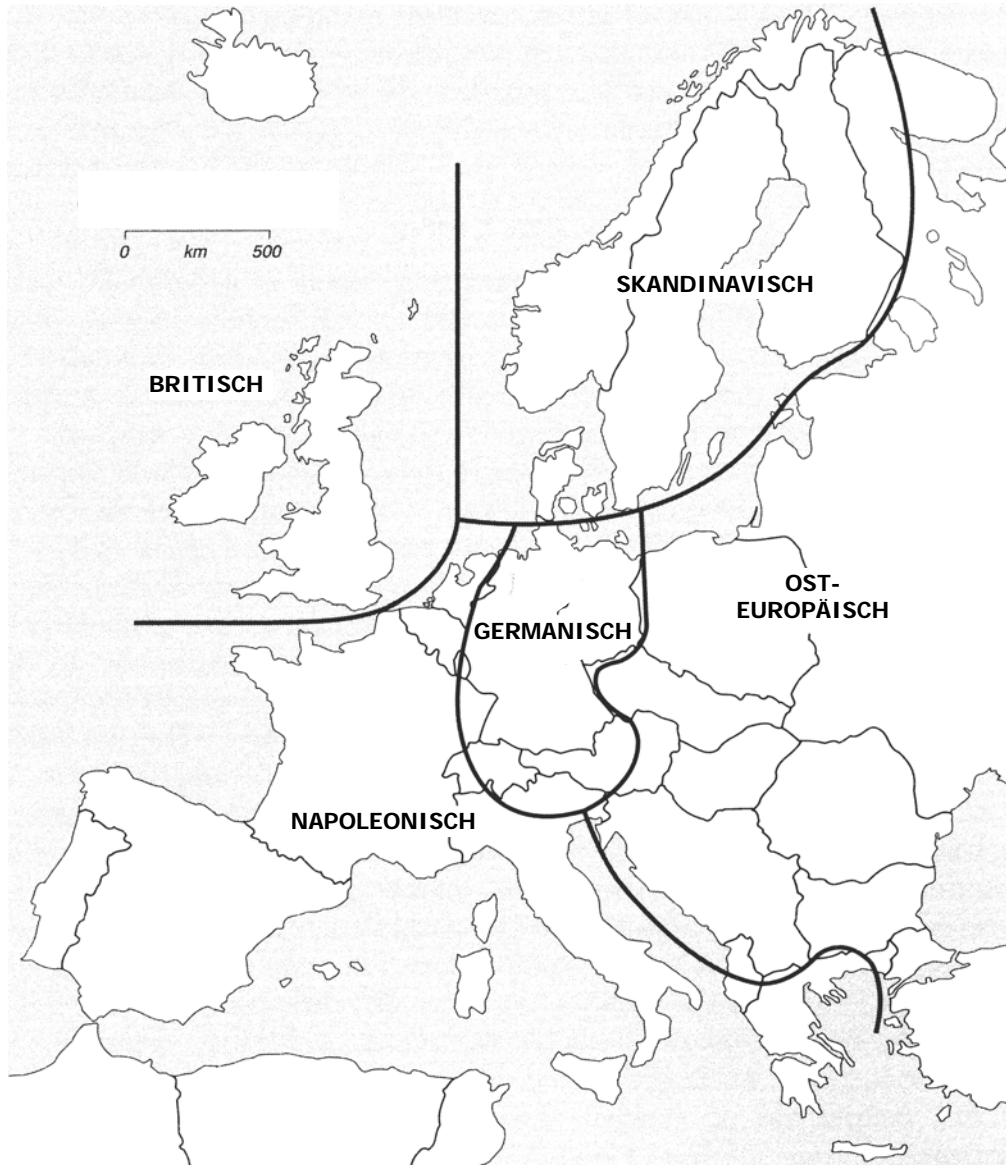 0 km 500
SKANDINAVISCH
BRITISCH
OST-
EUROPÄISCH
GERMANISCH
NAPOLEONISCH